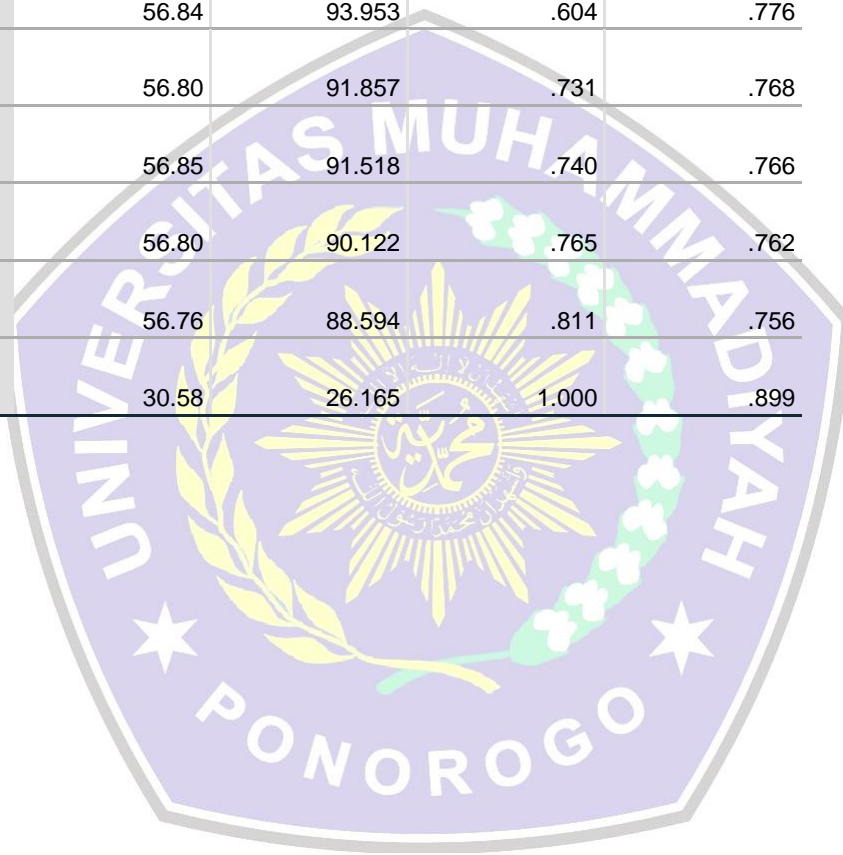 56.84 93.953 .604 .776
56.80 91.857 .731 .768
56.85 91.518 .740 .766
56.80 90.122 .765 .762
56.76 88.594 .811 .756
30.58 26.165 1.000 .899
UNIVERSITAS MUHAMMADIYAH
محمدية
PONOROGO